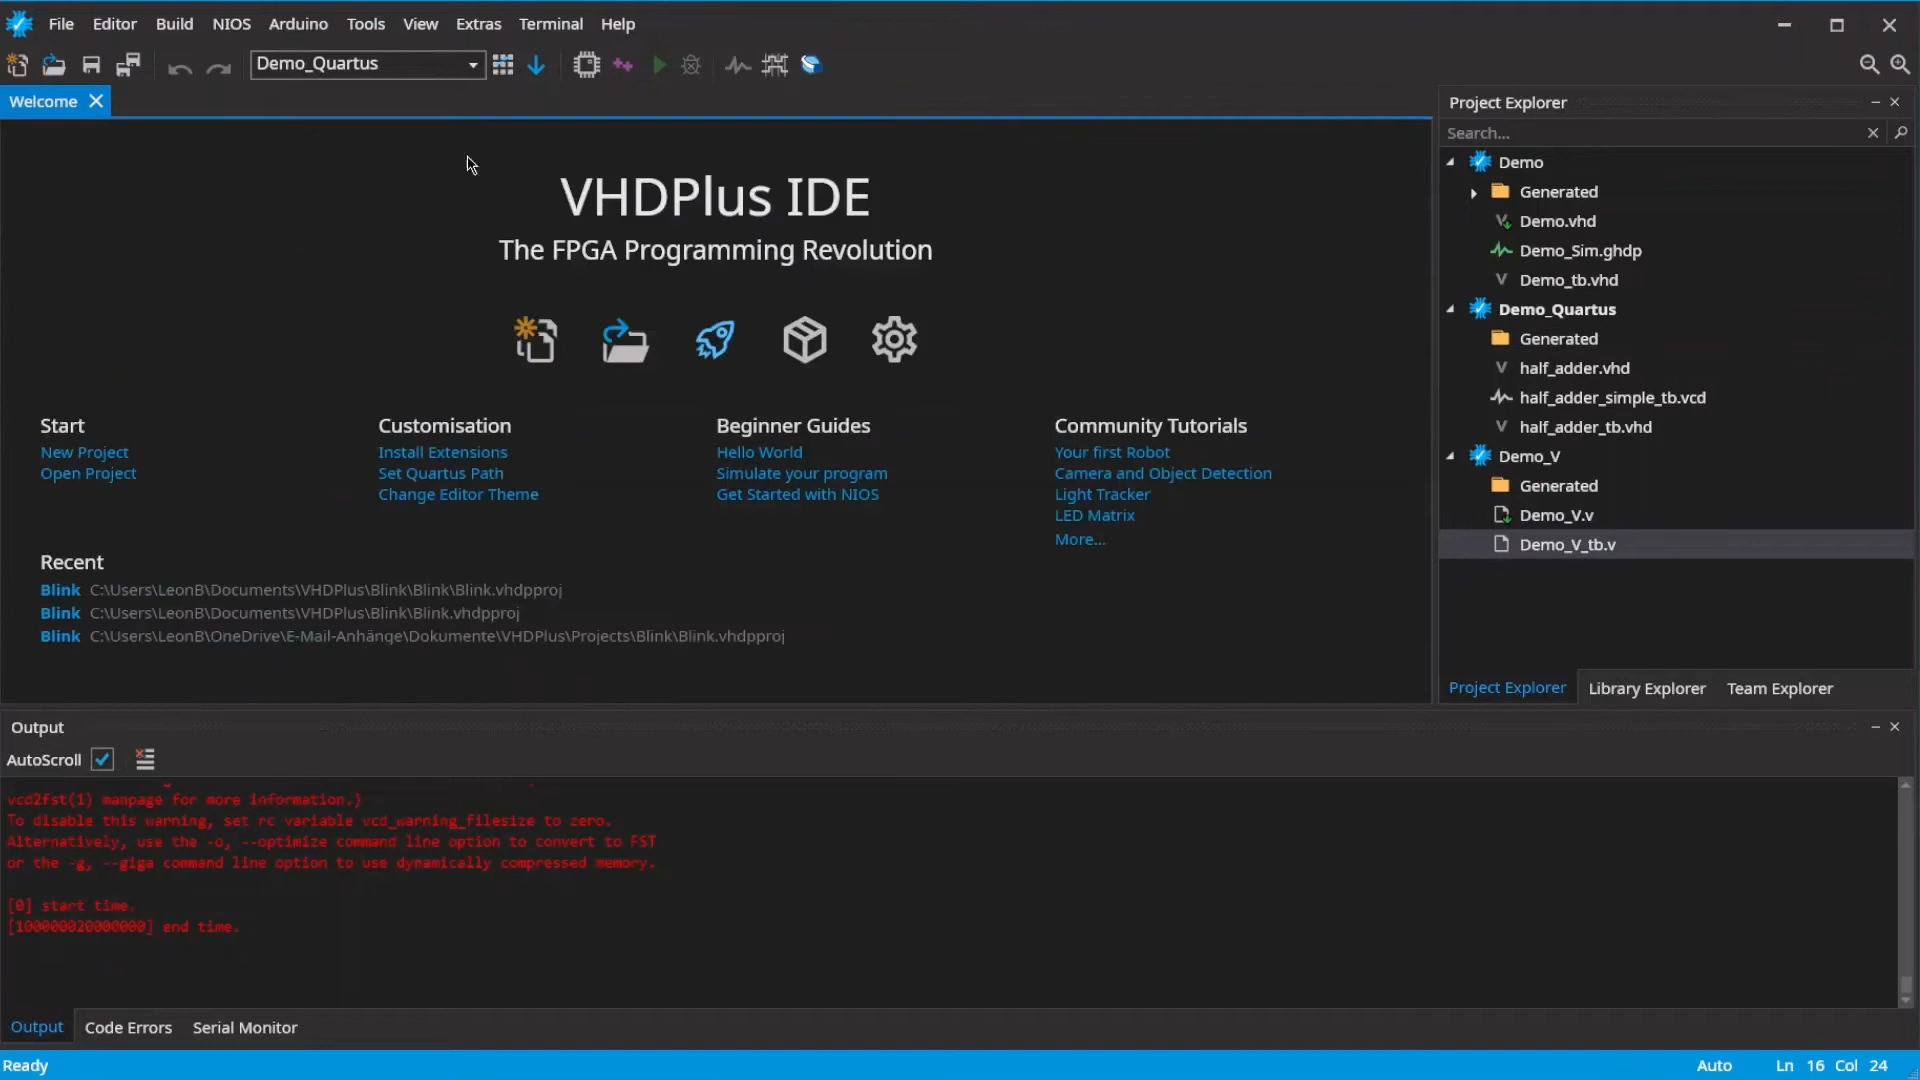 File Editor Build NIOS Arduino Tools View Extras Terminal Help
Demo_Quartus
Welcome
VHDPlus IDE
The FPGA Programming Revolution
Start
New Project
Open Project
Customisation
Install Extensions
Set Quartus Path
Change Editor Theme
Beginner Guides
Hello World
Simulate your program
Get Started with NIOS
Community Tutorials
Your first Robot
Camera and Object Detection
Light Tracker
LED Matrix
More...
Recent
Blink C:\Users\LeonB\Documents\VHDPlus\Blink\Blink\Blink.vhdpproj
Blink C:\Users\LeonB\Documents\VHDPlus\Blink\Blink.vhdpproj
Blink C:\Users\LeonB\OneDrive\E-Mail-Anhänge\Dokumente\VHDPlus\Projects\Blink\Blink.vhdpproj
Project Explorer
Search...
Demo
Generated
Demo.vhd
Demo_Sim.ghdp
Demo_tb.vhd
Demo_Quartus
Generated
half_adder.vhd
half_adder_simple_tb.vcd
half_adder_tb.vhd
Demo_V
Generated
Demo_V.v
Demo_V_tb.v
Project Explorer Library Explorer Team Explorer
Output
AutoScroll
vcd2fst(1) manpage for more information.)
To disable this warning, set rc variable vcd_warning_filesize to zero.
Alternatively, use the -o, --optimize command line option to convert to FST
or the -g, --giga command line option to use dynamically compressed memory.
[0] start time.
[100000020000000] end time.
Output Code Errors Serial Monitor
Ready
Auto Ln 16 Col 24